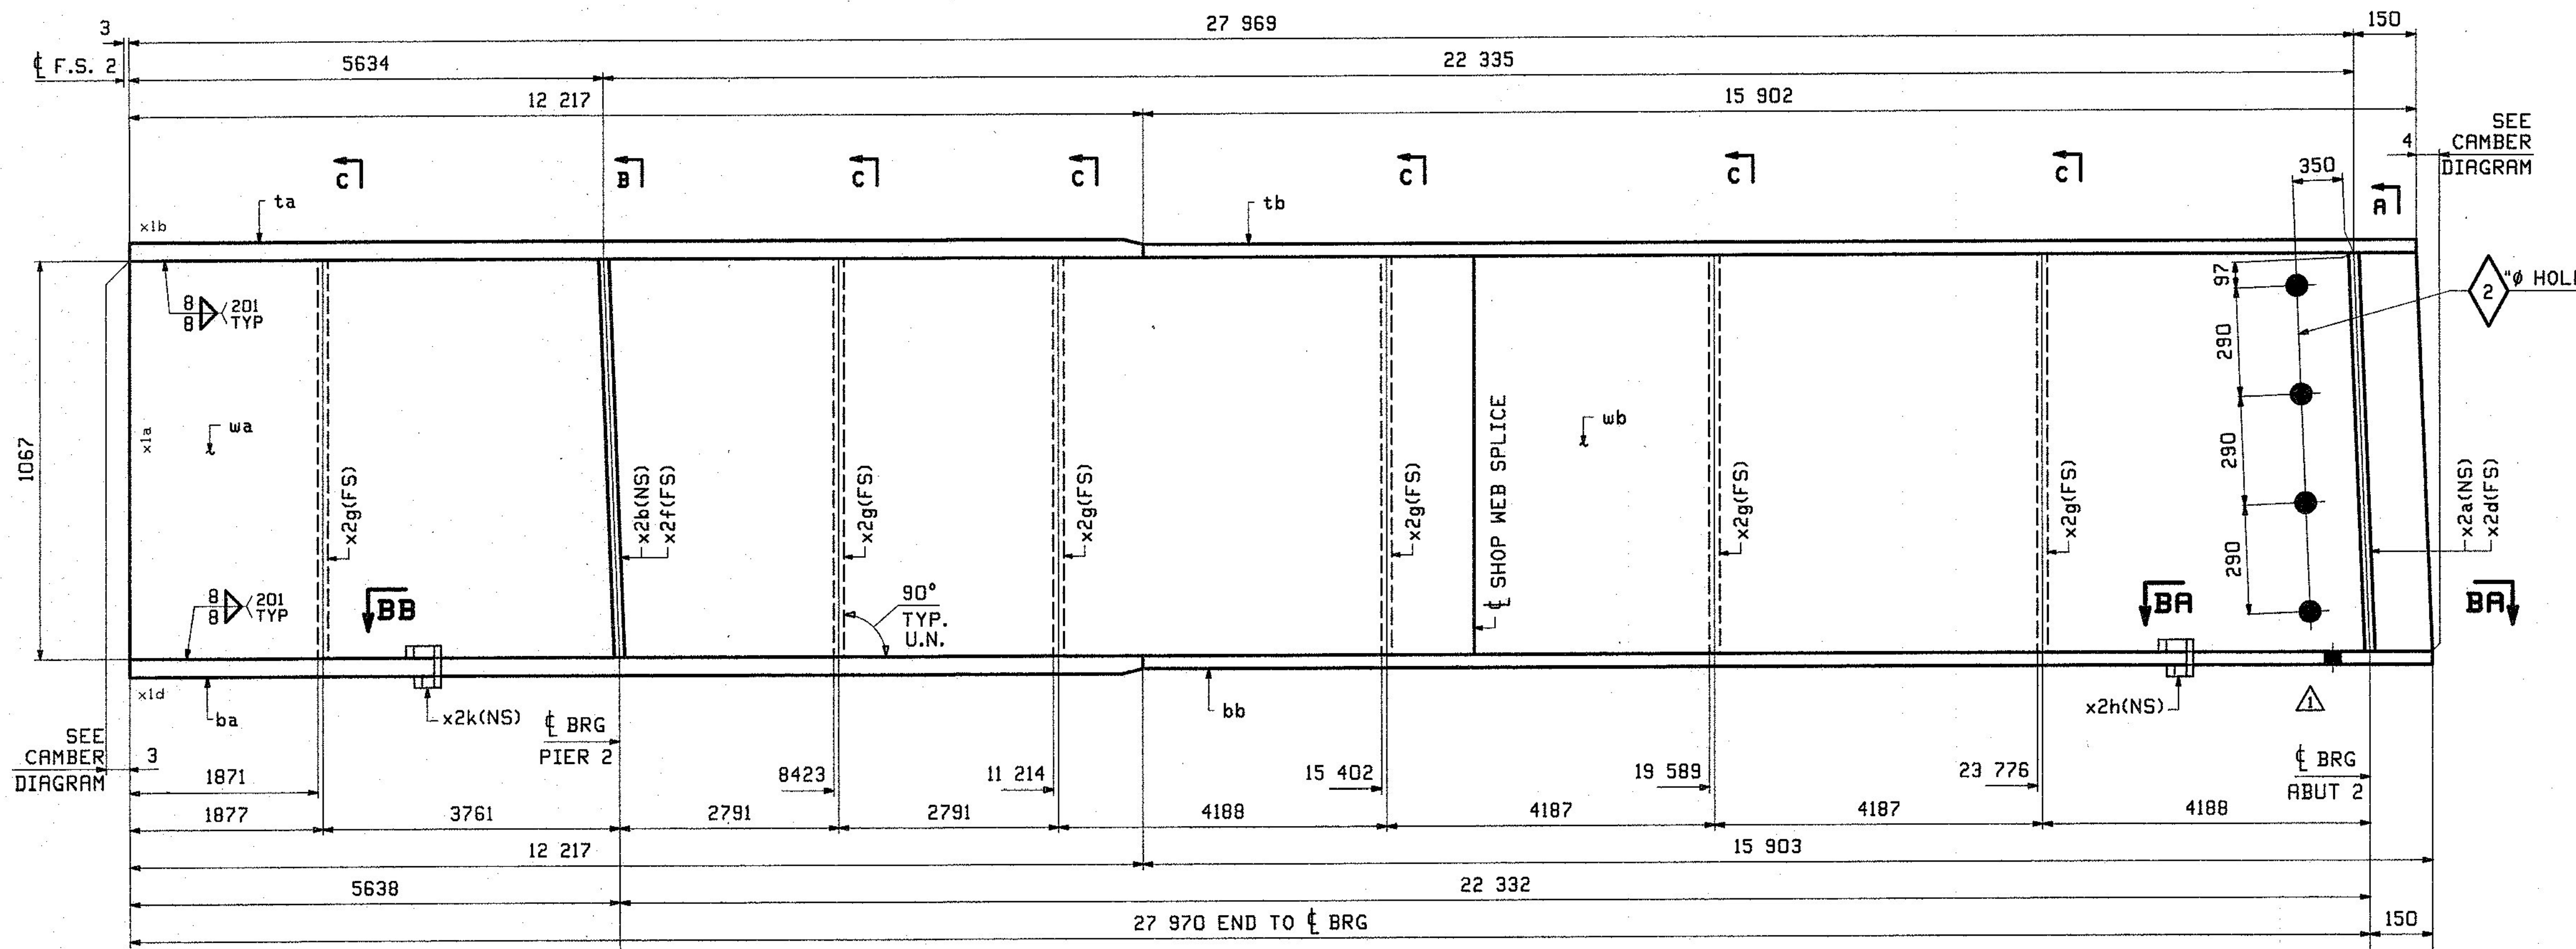 3
27 969
150
℄ F.S. 2
5634
22 335
12 217
15 902
SEE
CAMBER
DIAGRAM
4
350
C
B
C
C
C
C
C
A
ta
tb
x1b
97
2
"Ø HOL
8
8
201
TYP
290
1067
x1a
wa
wb
290
290
x2g(FS)
x2b(NS)
x2f(FS)
x2g(FS)
x2g(FS)
x2g(FS)
℄ SHOP WEB SPLICE
x2g(FS)
x2g(FS)
x2a(NS)
x2d(FS)
8
8
201
TYP
BB
90°
TYP.
U.N.
BA
BA
x1d
ba
x2k(NS)
bb
x2h(NS)
1
℄ BRG
PIER 2
SEE
CAMBER
DIAGRAM
3
℄ BRG
ABUT 2
1871
8423
11 214
15 402
19 589
23 776
1877
3761
2791
2791
4188
4187
4187
4188
12 217
15 903
5638
22 332
27 970 END TO ℄ BRG
150